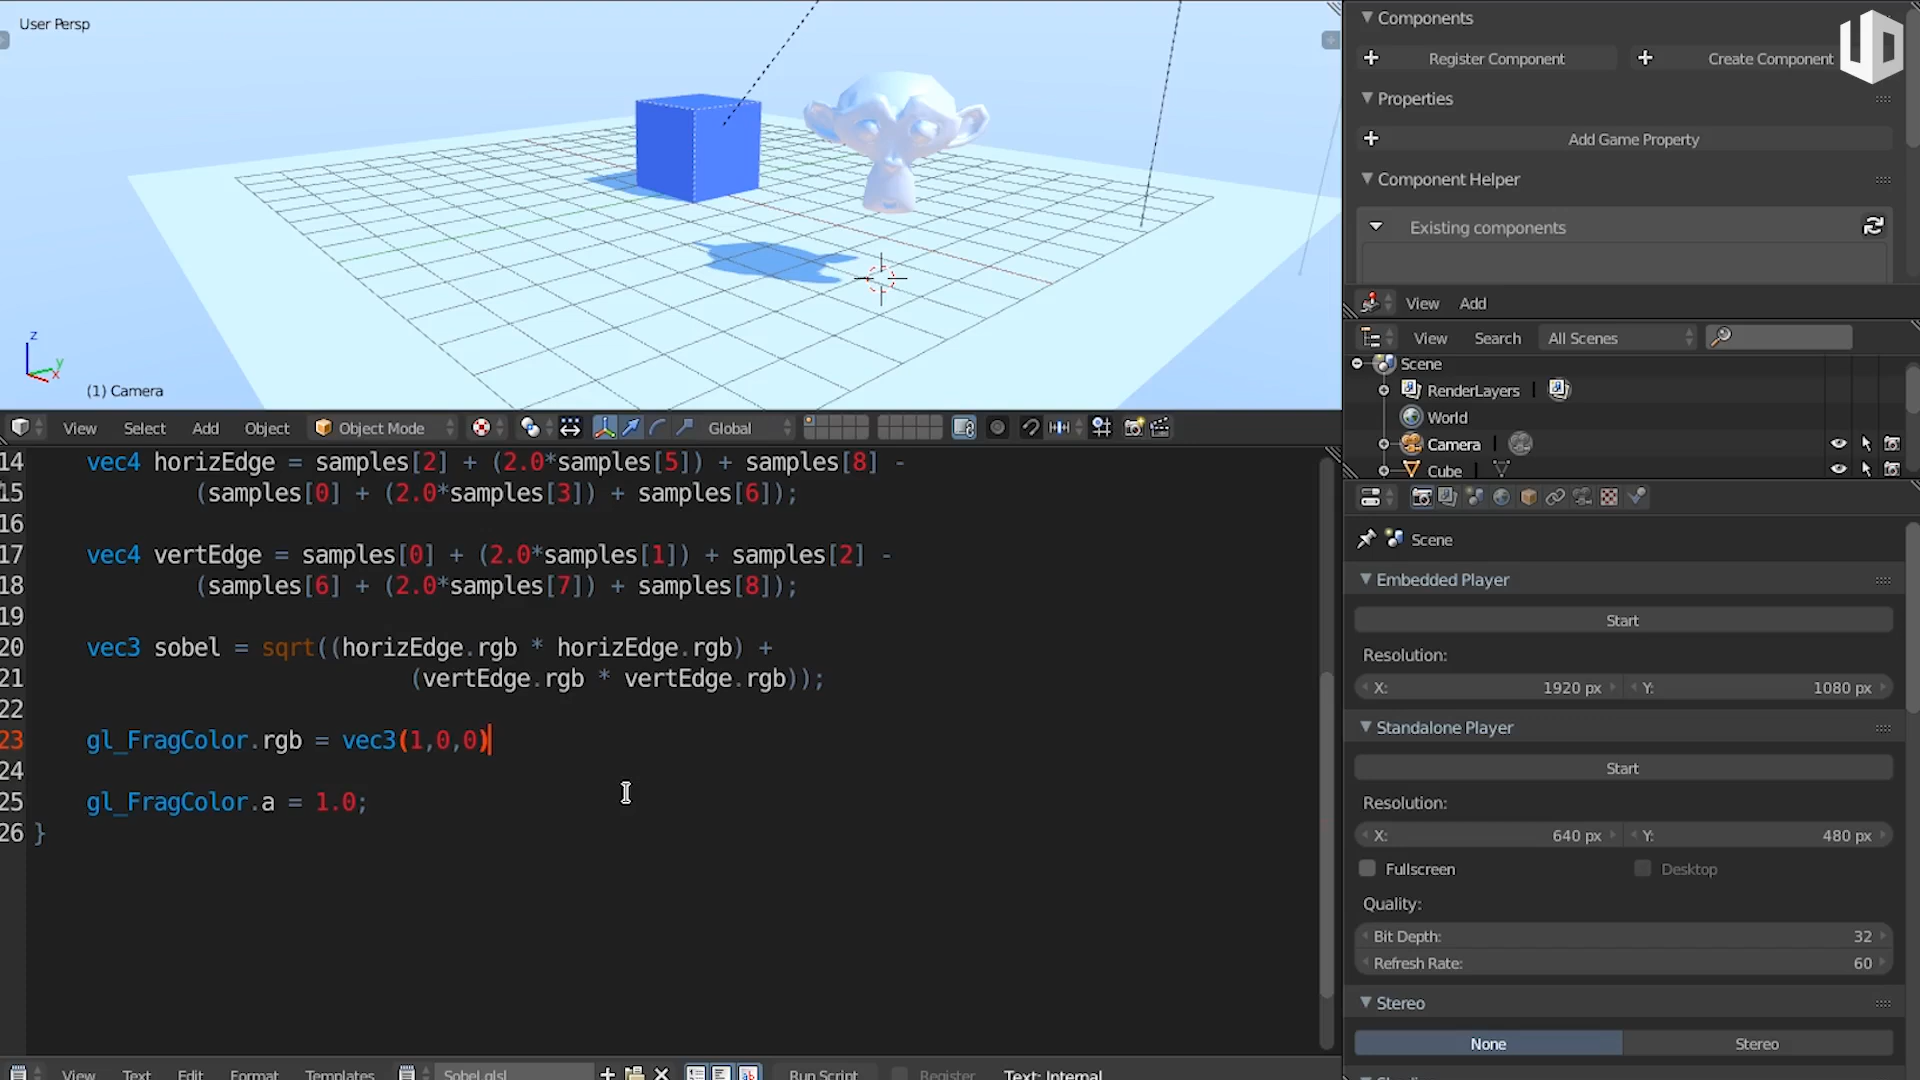 User Persp
(1) Camera
z
y
x
View Select Add Object Object Mode Global
14 vec4 horizEdge = samples[2] + (2.0*samples[5]) + samples[8] -
15 (samples[0] + (2.0*samples[3]) + samples[6]);
16
17 vec4 vertEdge = samples[0] + (2.0*samples[1]) + samples[2] -
18 (samples[6] + (2.0*samples[7]) + samples[8]);
19
20 vec3 sobel = sqrt((horizEdge.rgb * horizEdge.rgb) +
21 (vertEdge.rgb * vertEdge.rgb));
22
23 gl_FragColor.rgb = vec3(1,0,0)
24
25 gl_FragColor.a = 1.0;
26 }
View Text Edit Format Templates Sobel.glsl Run Script Register Text: Internal
Components
Register Component Create Component
Properties
Add Game Property
Component Helper
Existing components
View Add
View Search All Scenes
Scene
RenderLayers
World
Camera
Cube
Scene
Embedded Player
Start
Resolution:
X: 1920 px Y: 1080 px
Standalone Player
Start
Resolution:
X: 640 px Y: 480 px
Fullscreen Desktop
Quality:
Bit Depth: 32
Refresh Rate: 60
Stereo
None Stereo